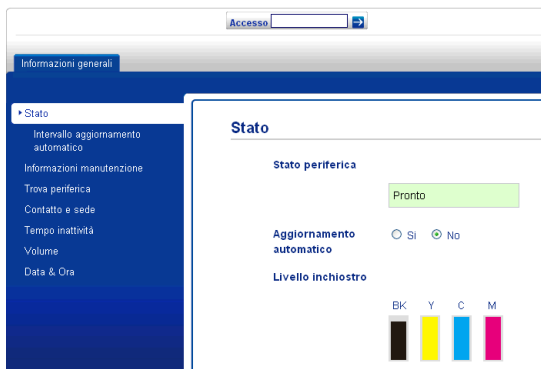 Accesso
Informazioni generali
Stato
Intervallo aggiornamento
automatico
Informazioni manutenzione
Trova periferica
Contatto e sede
Tempo inattività
Volume
Data & Ora
Stato
Stato periferica
Pronto
Aggiornamento
automatico
Si No
Livello inchiostro
BK Y C M